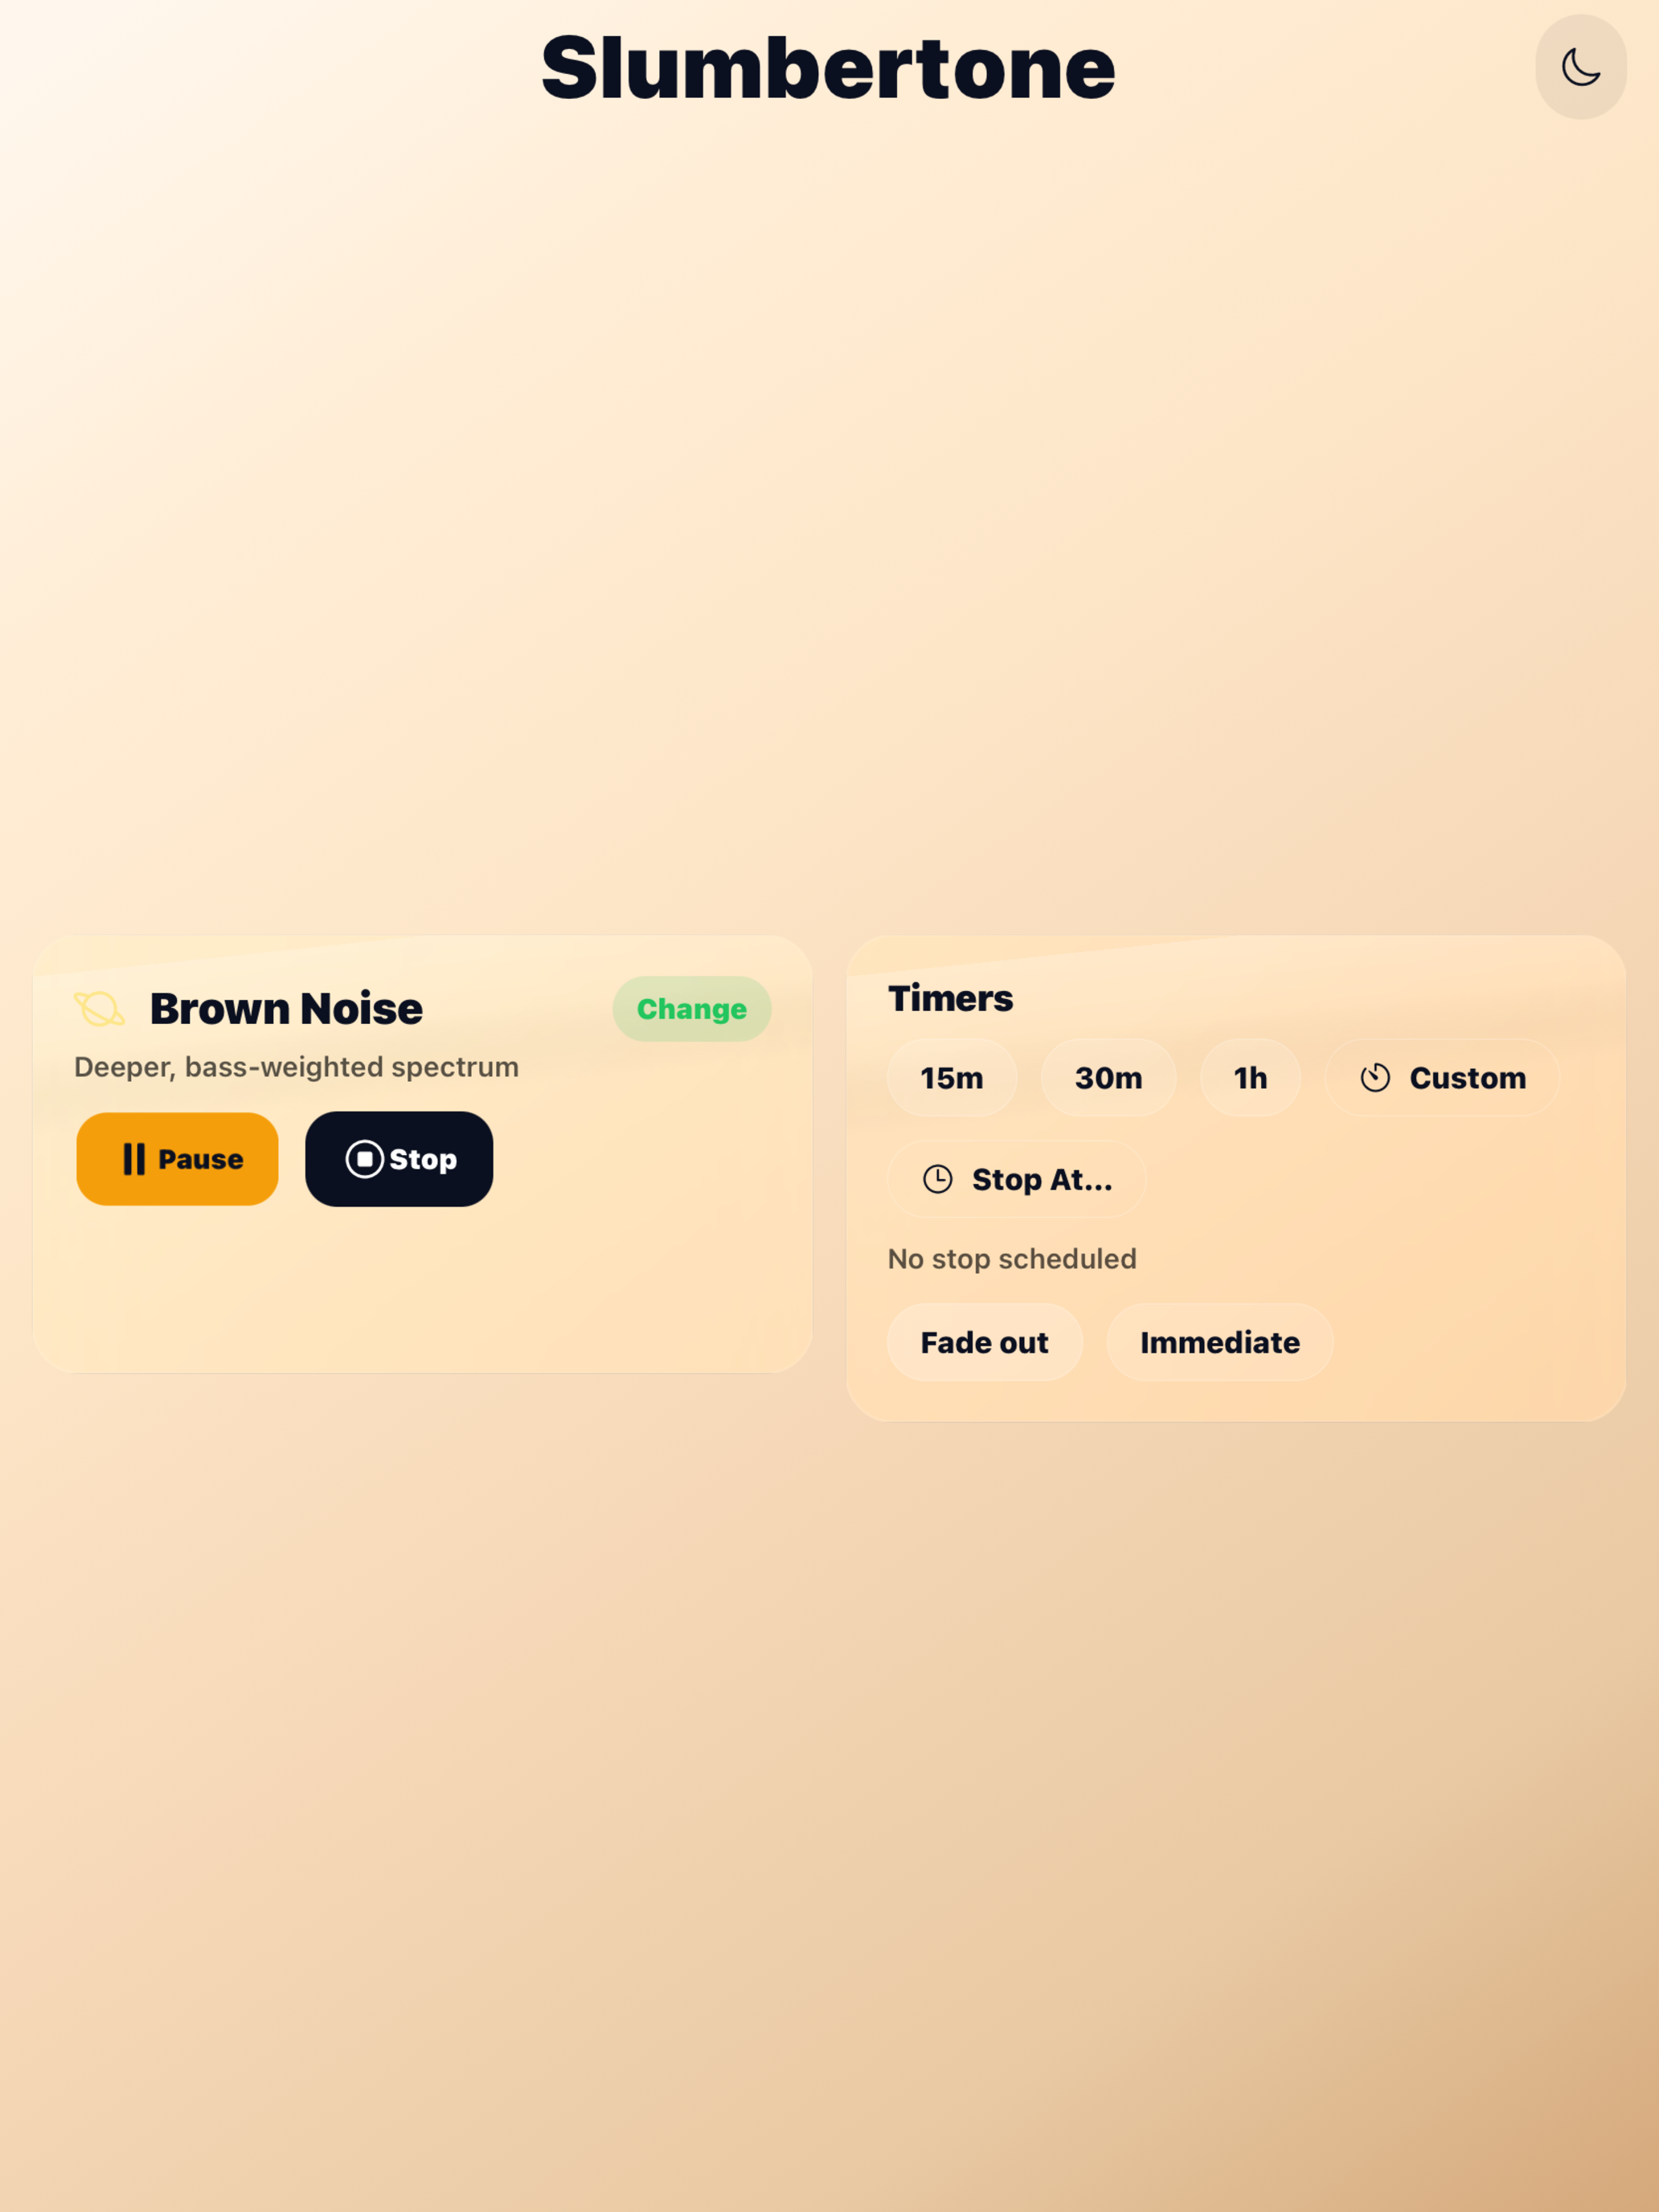 Slumbertone
Brown Noise
Change
Deeper, bass-weighted spectrum
Pause
Stop
Timers
15m
30m
1h
Custom
Stop At...
No stop scheduled
Fade out
Immediate